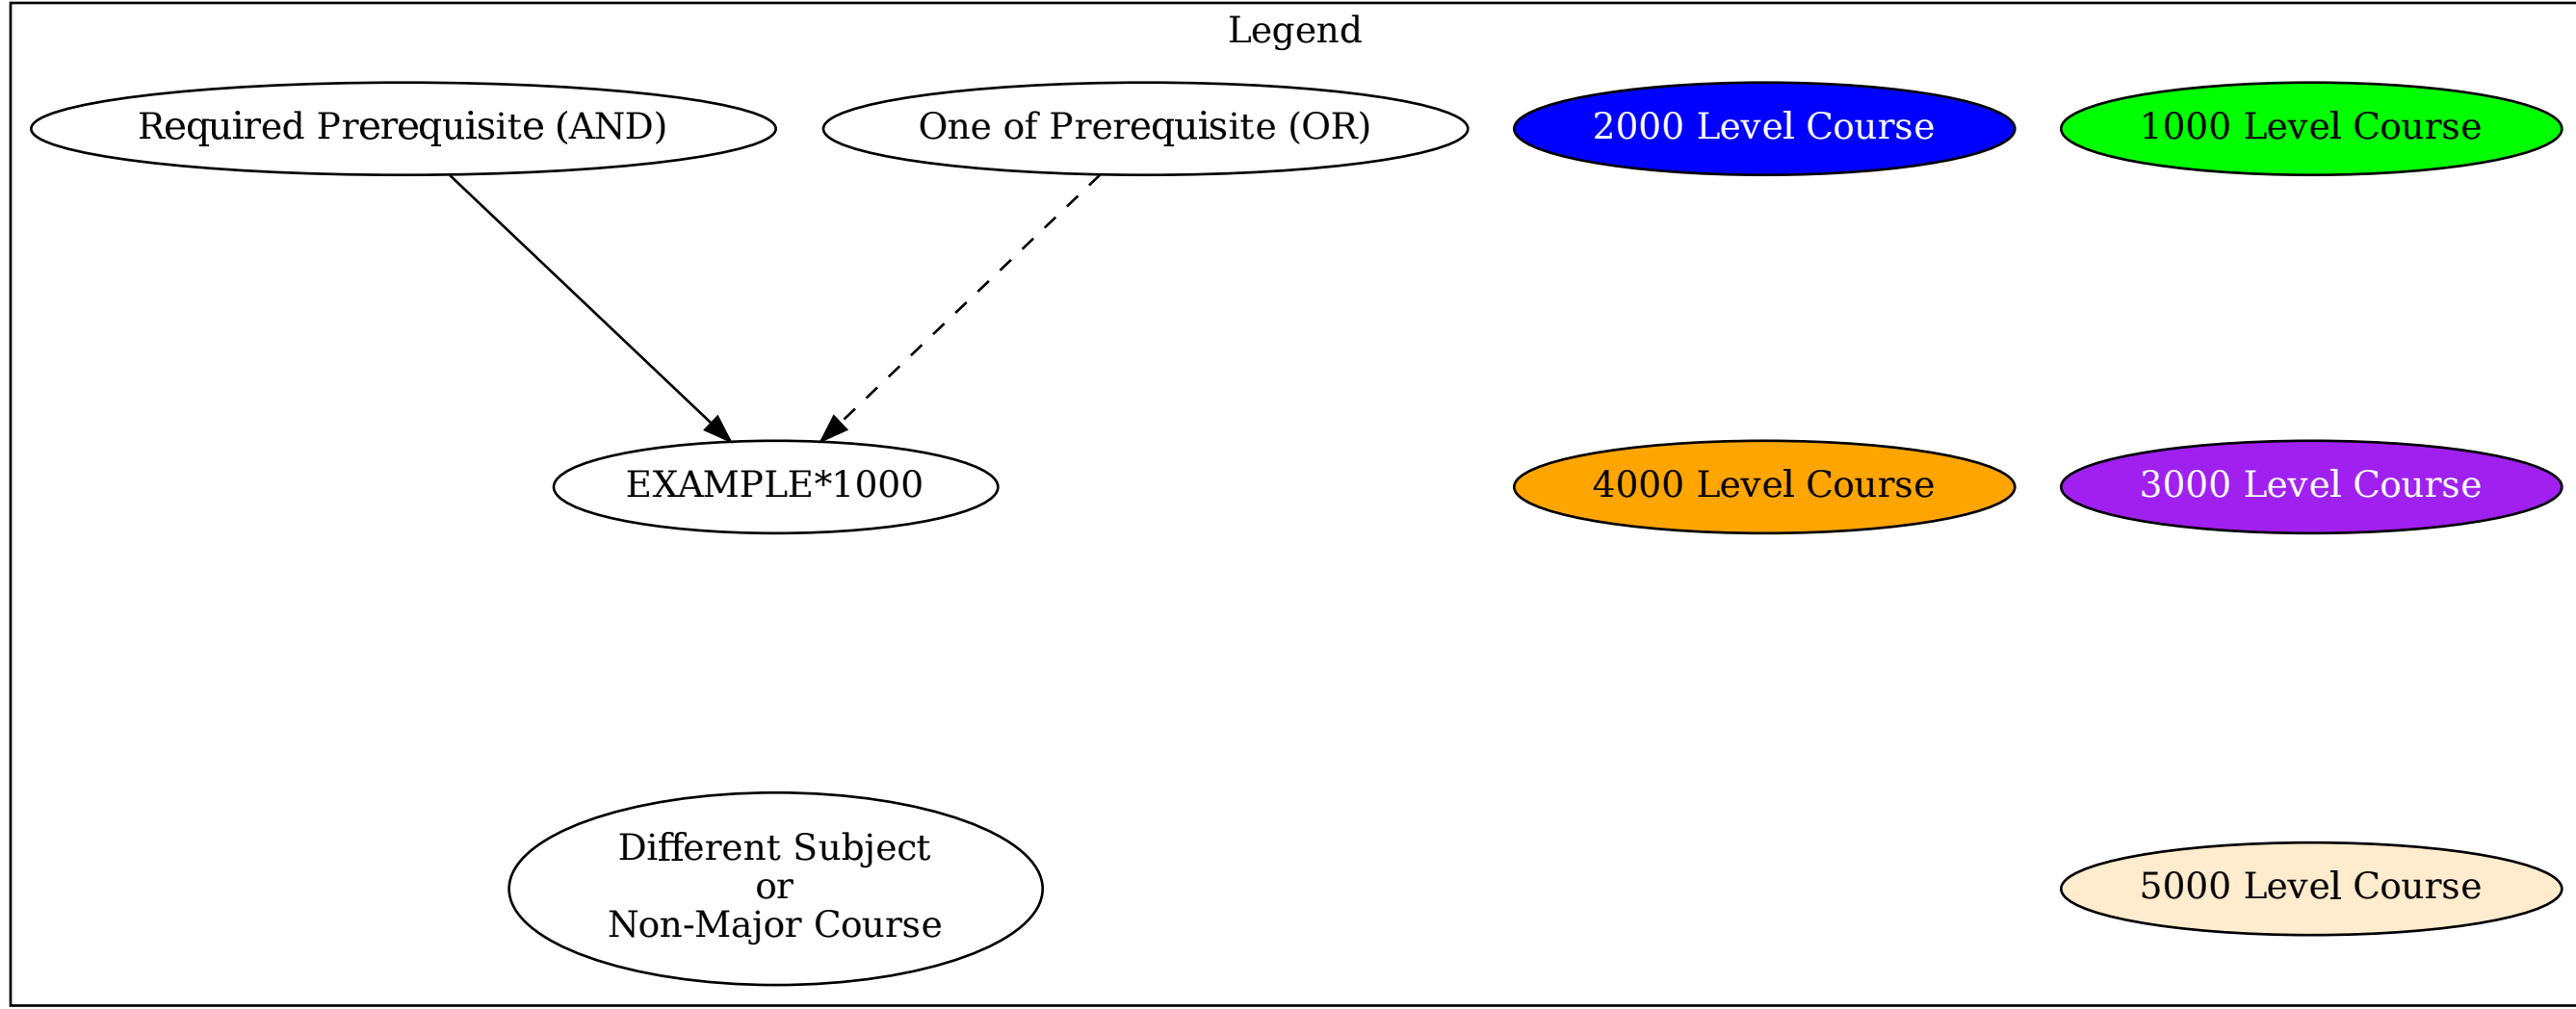 Legend
Required Prerequisite (AND)
One of Prerequisite (OR)
2000 Level Course
1000 Level Course
EXAMPLE*1000
4000 Level Course
3000 Level Course
Different Subject
or
Non-Major Course
5000 Level Course